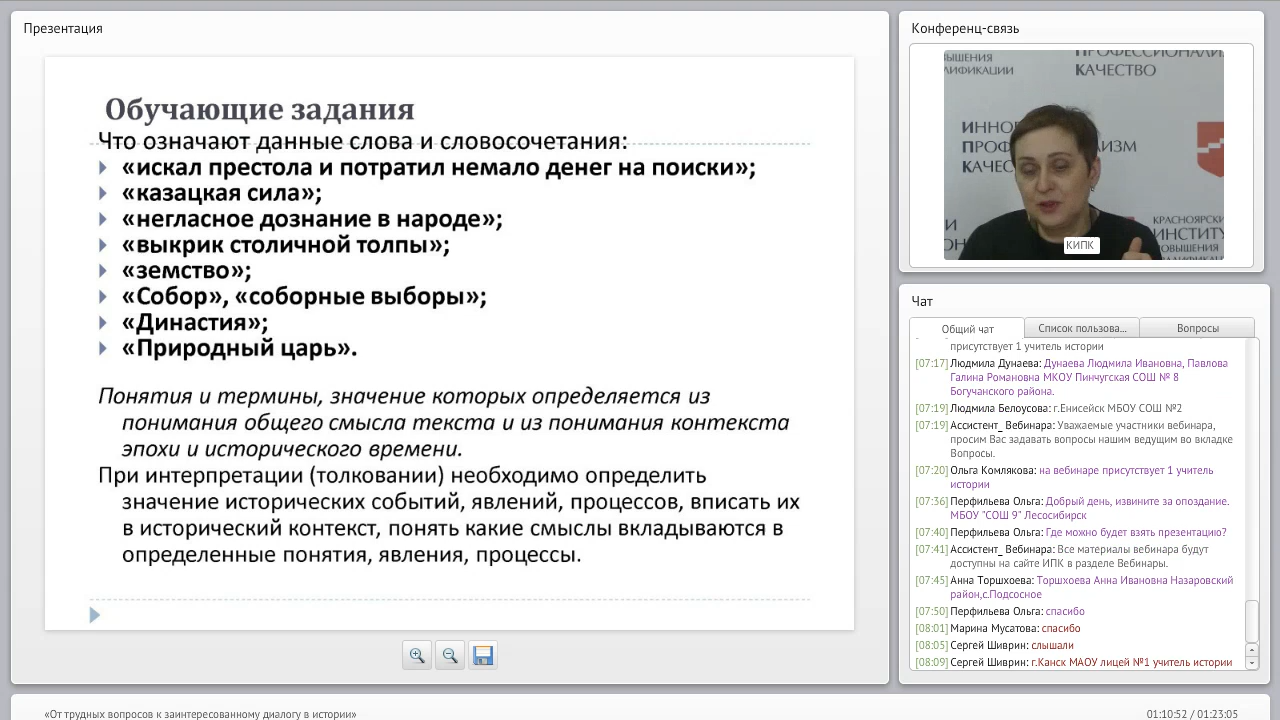 Презентация
Обучающие задания
Что означают данные слова и словосочетания:
«искал престола и потратил немало денег на поиски»;
«казацкая сила»;
«негласное дознание в народе»;
«выкрик столичной толпы»;
«земство»;
«Собор», «соборные выборы»;
«Династия»;
«Природный царь».
Понятия и термины, значение которых определяется из
понимания общего смысла текста и из понимания контекста
эпохи и исторического времени.
При интерпретации (толковании) необходимо определить
значение исторических событий, явлений, процессов, вписать их
в исторический контекст, понять какие смыслы вкладываются в
определенные понятия, явления, процессы.
Конференц-связь
КАЧЕСТВО
КИПК
Чат
Общий чат
Список пользова...
Вопросы
присутствует 1 учитель истории
[07:17] Людмила Дунаева: Дунаева Людмила Ивановна, Павлова
Галина Романовна МКОУ Пинчугская СОШ № 8
Богучанского района.
[07:19] Людмила Белоусова: г.Енисейск МБОУ СОШ №2
[07:19] Ассистент_ Вебинара: Уважаемые участники вебинара,
просим Вас задавать вопросы нашим ведущим во вкладке
Вопросы.
[07:20] Ольга Комлякова: на вебинаре присутствует 1 учитель
истории
[07:36] Перфильева Ольга: Добрый день, извините за опоздание.
МБОУ "СОШ 9" Лесосибирск
[07:40] Перфильева Ольга: Где можно будет взять презентацию?
[07:41] Ассистент_ Вебинара: Все материалы вебинара будут
доступны на сайте ИПК в разделе Вебинары.
[07:45] Анна Торшхоева: Торшхоева Анна Ивановна Назаровский
район,с.Подсосное
[07:50] Перфильева Ольга: спасибо
[08:01] Марина Мусатова: спасибо
[08:05] Сергей Шиврин: слышали
[08:09] Сергей Шиврин: г.Канск МАОУ лицей №1 учитель истории
«От трудных вопросов к заинтересованному диалогу в истории»
01:10:52 / 01:23:05